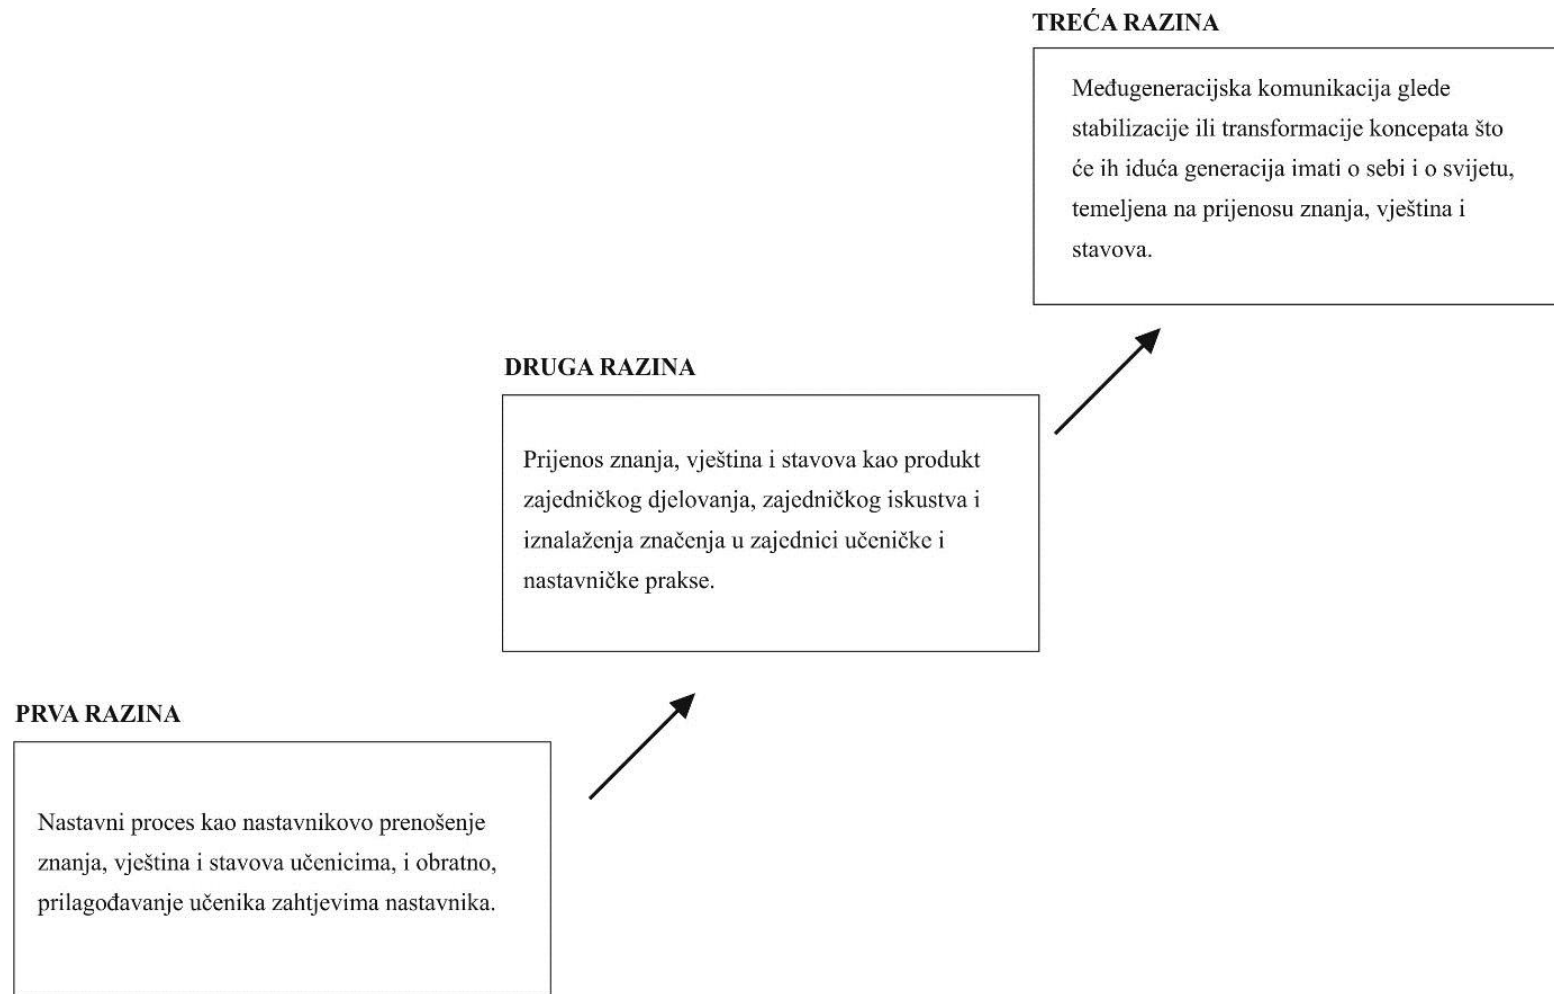 TREĆA RAZINA
Međugeneracijska komunikacija glede
stabilizacije ili transformacije koncepata što
će ih iduća generacija imati o sebi i o svijetu,
temeljena na prijenosu znanja, vještina i
stavova.
DRUGA RAZINA
Prijenos znanja, vještina i stavova kao produkt
zajedničkog djelovanja, zajedničkog iskustva i
iznalaženja značenja u zajednici učeničke i
nastavničke prakse.
PRVA RAZINA
Nastavni proces kao nastavnikovo prenošenje
znanja, vještina i stavova učenicima, i obratno,
prilagođavanje učenika zahtjevima nastavnika.